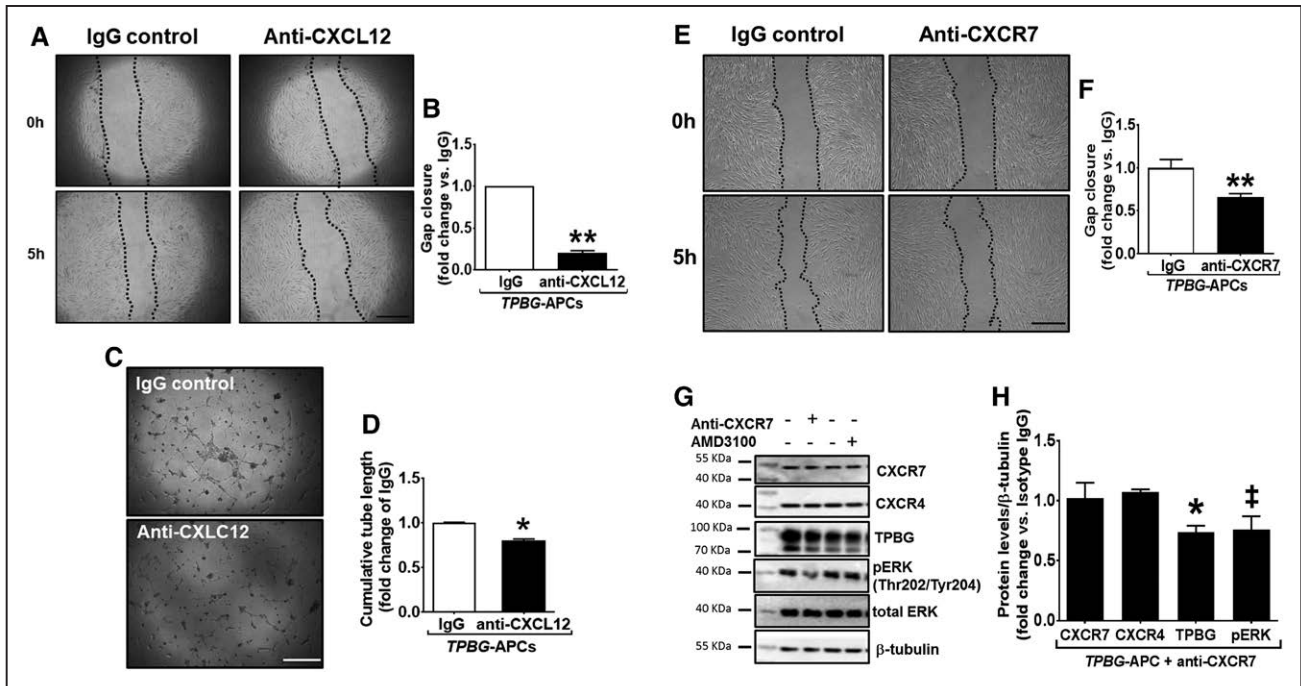 A
IgG control
Anti-CXCL12
0h
5h
B
Gap closure
(fold change vs. IgG)
1.5
1.0
0.5
0.0
**
IgG
anti-CXCL12
TPBG-APCs
C
IgG control
Anti-CXLC12
D
Cumulative tube length
(fold change of IgG)
1.5
1.0
0.5
0.0
*
IgG
anti-CXCL12
TPBG-APCs
E
IgG control
Anti-CXCR7
0h
5h
F
Gap closure
(fold change vs. IgG)
1.5
1.0
0.5
0.0
**
IgG
anti-CXCR7
TPBG-APCs
G
Anti-CXCR7 - + - -
AMD3100 - - - +
55 KDa
40 KDa
CXCR7
40 KDa
CXCR4
100 KDa
70 KDa
TPBG
40 KDa
pERK
(Thr202/Tyr204)
40 KDa
total ERK
55 KDa
β-tubulin
H
Protein levels/β-tubulin
(fold change vs. Isotype IgG)
1.5
1.0
0.5
0.0
*
‡
CXCR7 CXCR4 TPBG pERK
TPBG-APC + anti-CXCR7